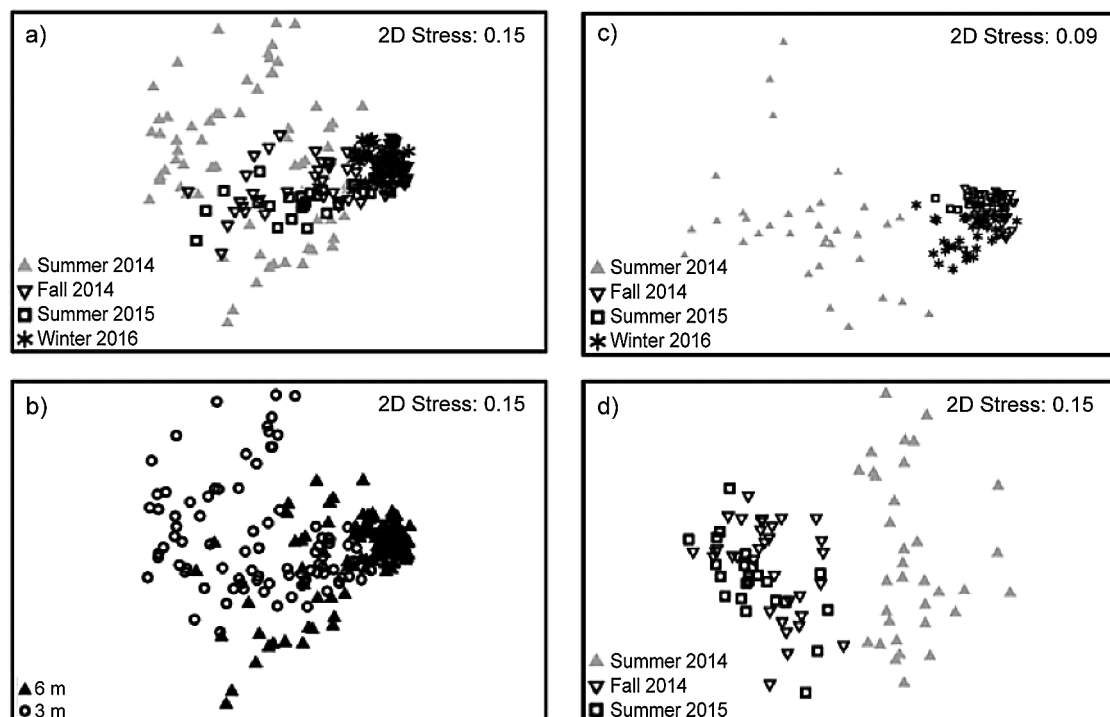 a)
2D Stress: 0.15
Summer 2014
Fall 2014
Summer 2015
Winter 2016
c)
2D Stress: 0.09
Summer 2014
Fall 2014
Summer 2015
Winter 2016
b)
2D Stress: 0.15
6 m
3 m
d)
2D Stress: 0.15
Summer 2014
Fall 2014
Summer 2015